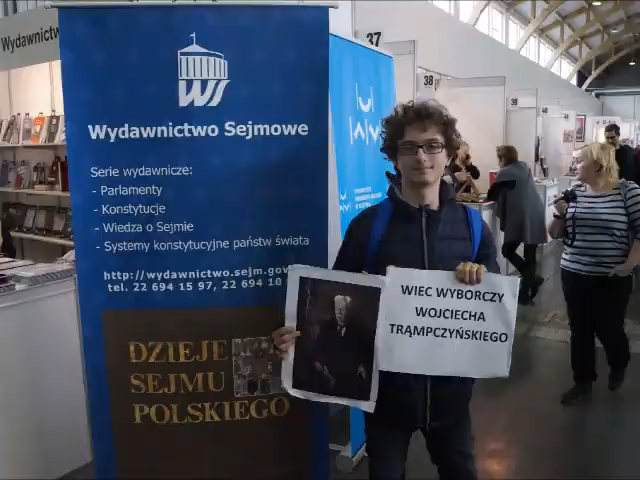 Wydawnictw
WS
Wydawnictwo Sejmowe
Serie wydawnicze:
- Parlamenty
- Konstytucje
- Wiedza o Sejmie
- Systemy konstytucyjne państw świata
http://wydawnictwo.sejm.gov
tel. 22 694 15 97, 22 694 10
DZIEJE
SEJMU
POLSKIEGO
WIEC WYBORCZY
WOJCIECHA
TRĄMPCZYŃSKIEGO
37
38
39